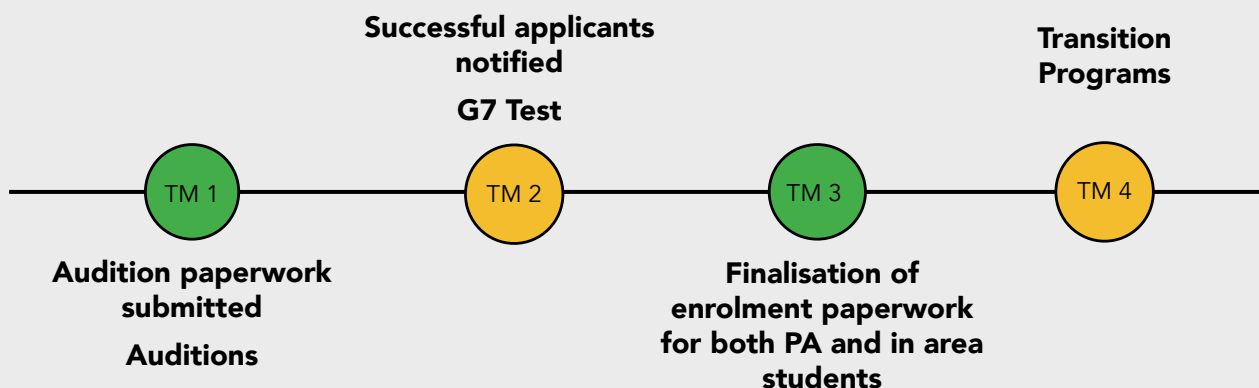 Successful applicants
notified
G7 Test
Transition
Programs
TM 1
TM 2
TM 3
TM 4
Audition paperwork
submitted
Auditions
Finalisation of
enrolment paperwork
for both PA and in area
students